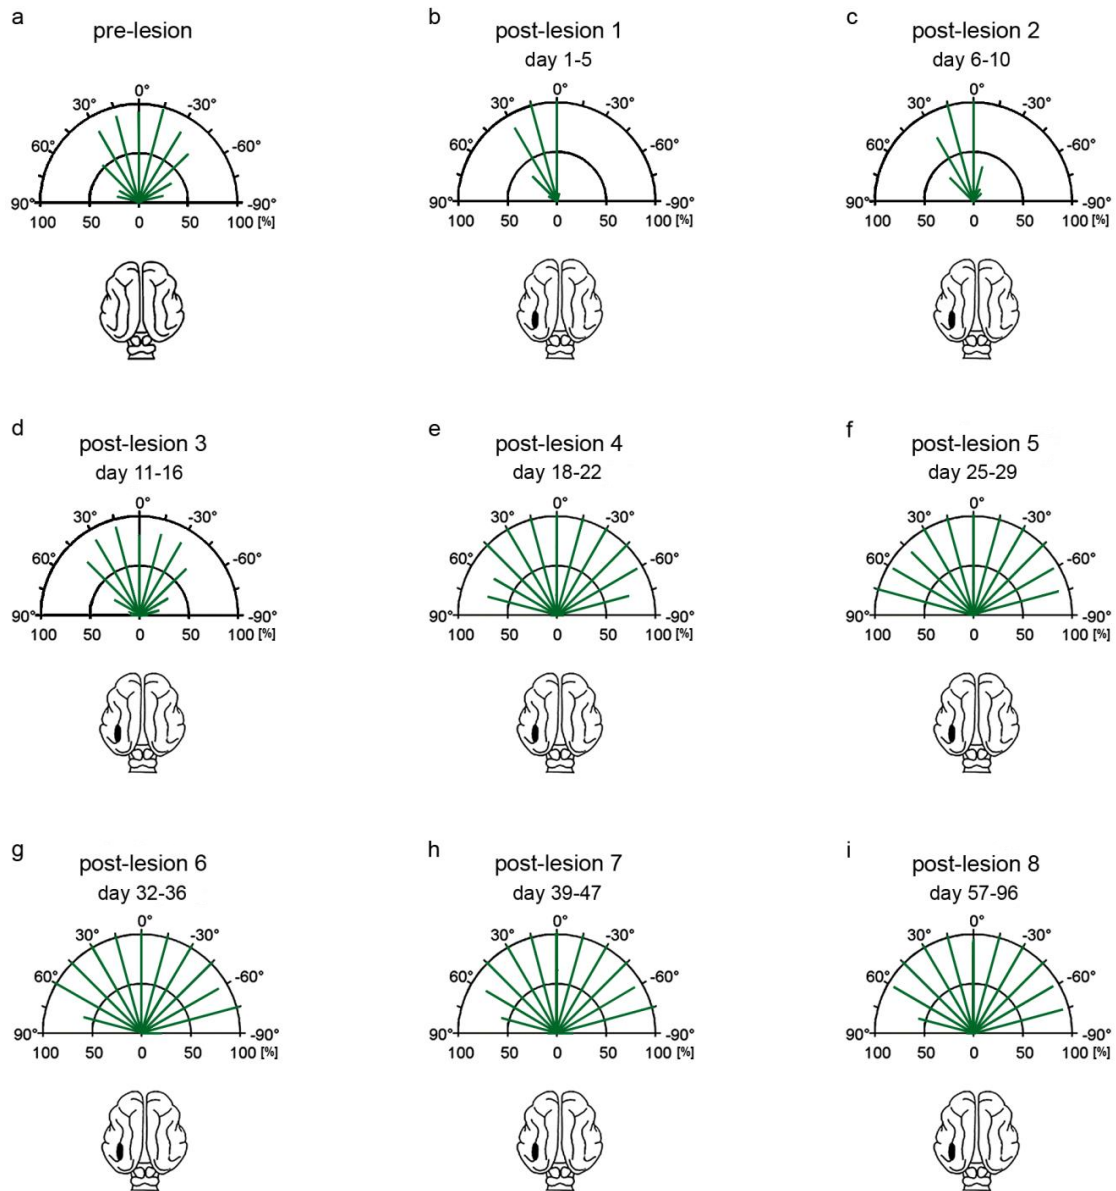 a
pre-lesion
0°
30° -30°
60° -60°
90° -90°
100 50 0 50 100 [%]
b
post-lesion 1
day 1-5
0°
30° -30°
60° -60°
90° -90°
100 50 0 50 100 [%]
c
post-lesion 2
day 6-10
0°
30° -30°
60° -60°
90° -90°
100 50 0 50 100 [%]
d
post-lesion 3
day 11-16
0°
30° -30°
60° -60°
90° -90°
100 50 0 50 100 [%]
e
post-lesion 4
day 18-22
0°
30° -30°
60° -60°
90° -90°
100 50 0 50 100 [%]
f
post-lesion 5
day 25-29
0°
30° -30°
60° -60°
90° -90°
100 50 0 50 100 [%]
g
post-lesion 6
day 32-36
0°
30° -30°
60° -60°
90° -90°
100 50 0 50 100 [%]
h
post-lesion 7
day 39-47
0°
30° -30°
60° -60°
90° -90°
100 50 0 50 100 [%]
i
post-lesion 8
day 57-96
0°
30° -30°
60° -60°
90° -90°
100 50 0 50 100 [%]